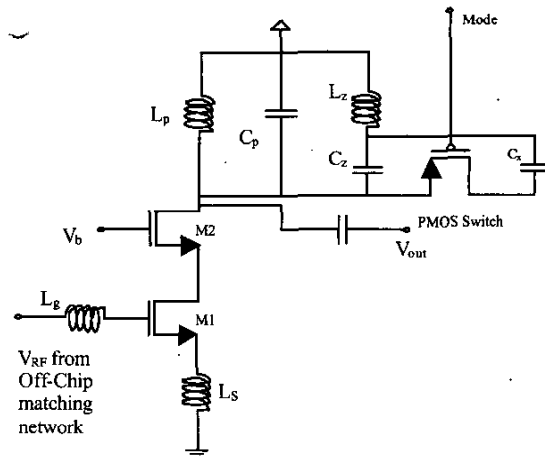 Mode
Lp
Cp
Lz
Cz
Cx
PMOS Switch
Vb
M2
Vout
Lg
M1
VRF from
Off-Chip
matching
network
LS